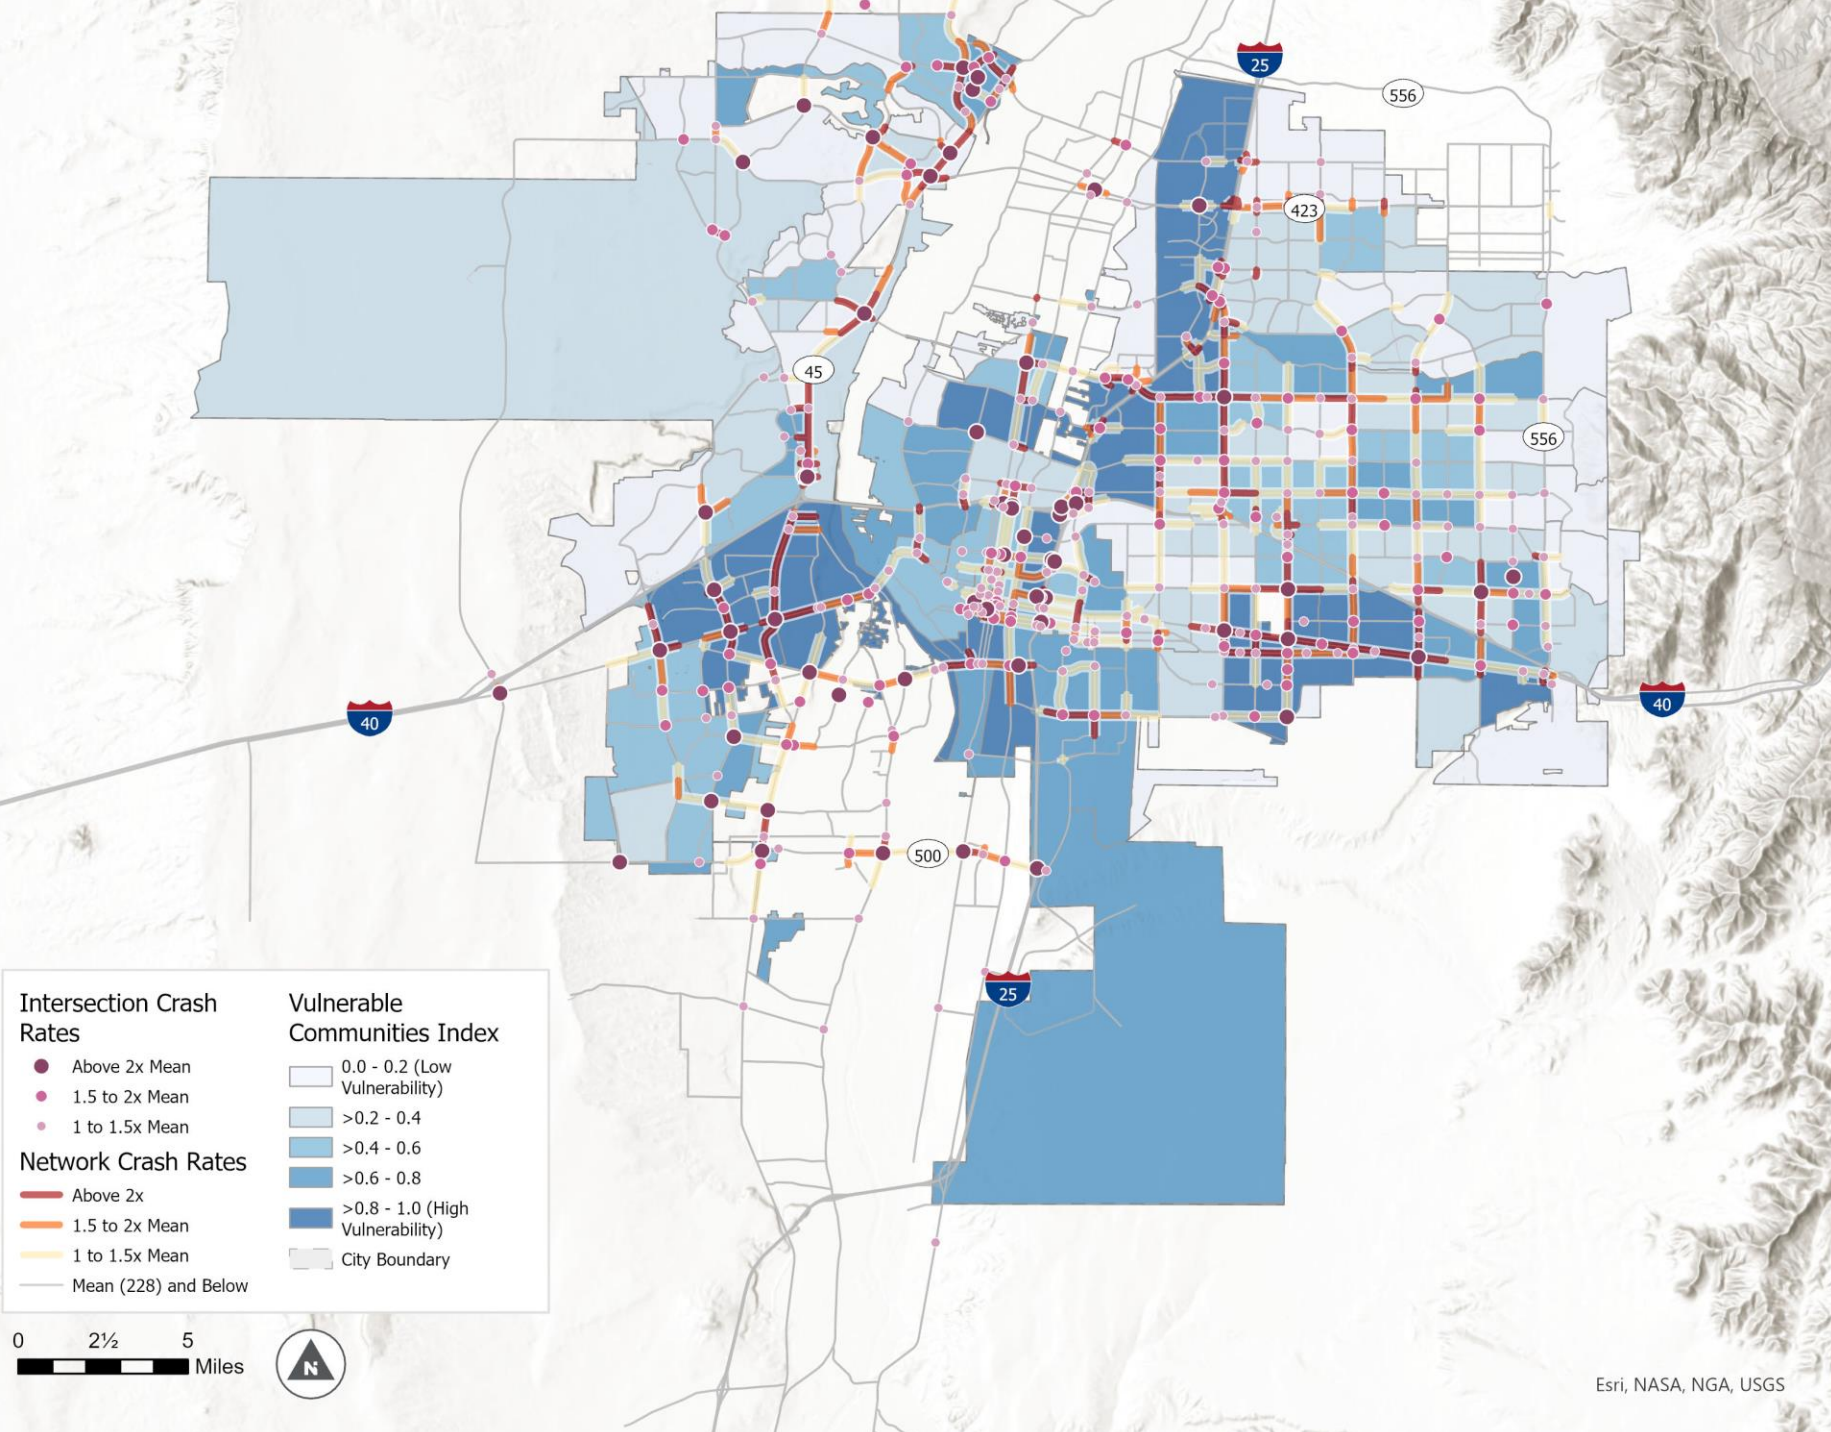 25
556
423
45
556
40
40
500
25
Intersection Crash
Rates
Above 2x Mean
1.5 to 2x Mean
1 to 1.5x Mean
Network Crash Rates
Above 2x
1.5 to 2x Mean
1 to 1.5x Mean
Mean (228) and Below
Vulnerable
Communities Index
0.0 - 0.2 (Low
Vulnerability)
>0.2 - 0.4
>0.4 - 0.6
>0.6 - 0.8
>0.8 - 1.0 (High
Vulnerability)
City Boundary
0 2½ 5
Miles
N
Esri, NASA, NGA, USGS